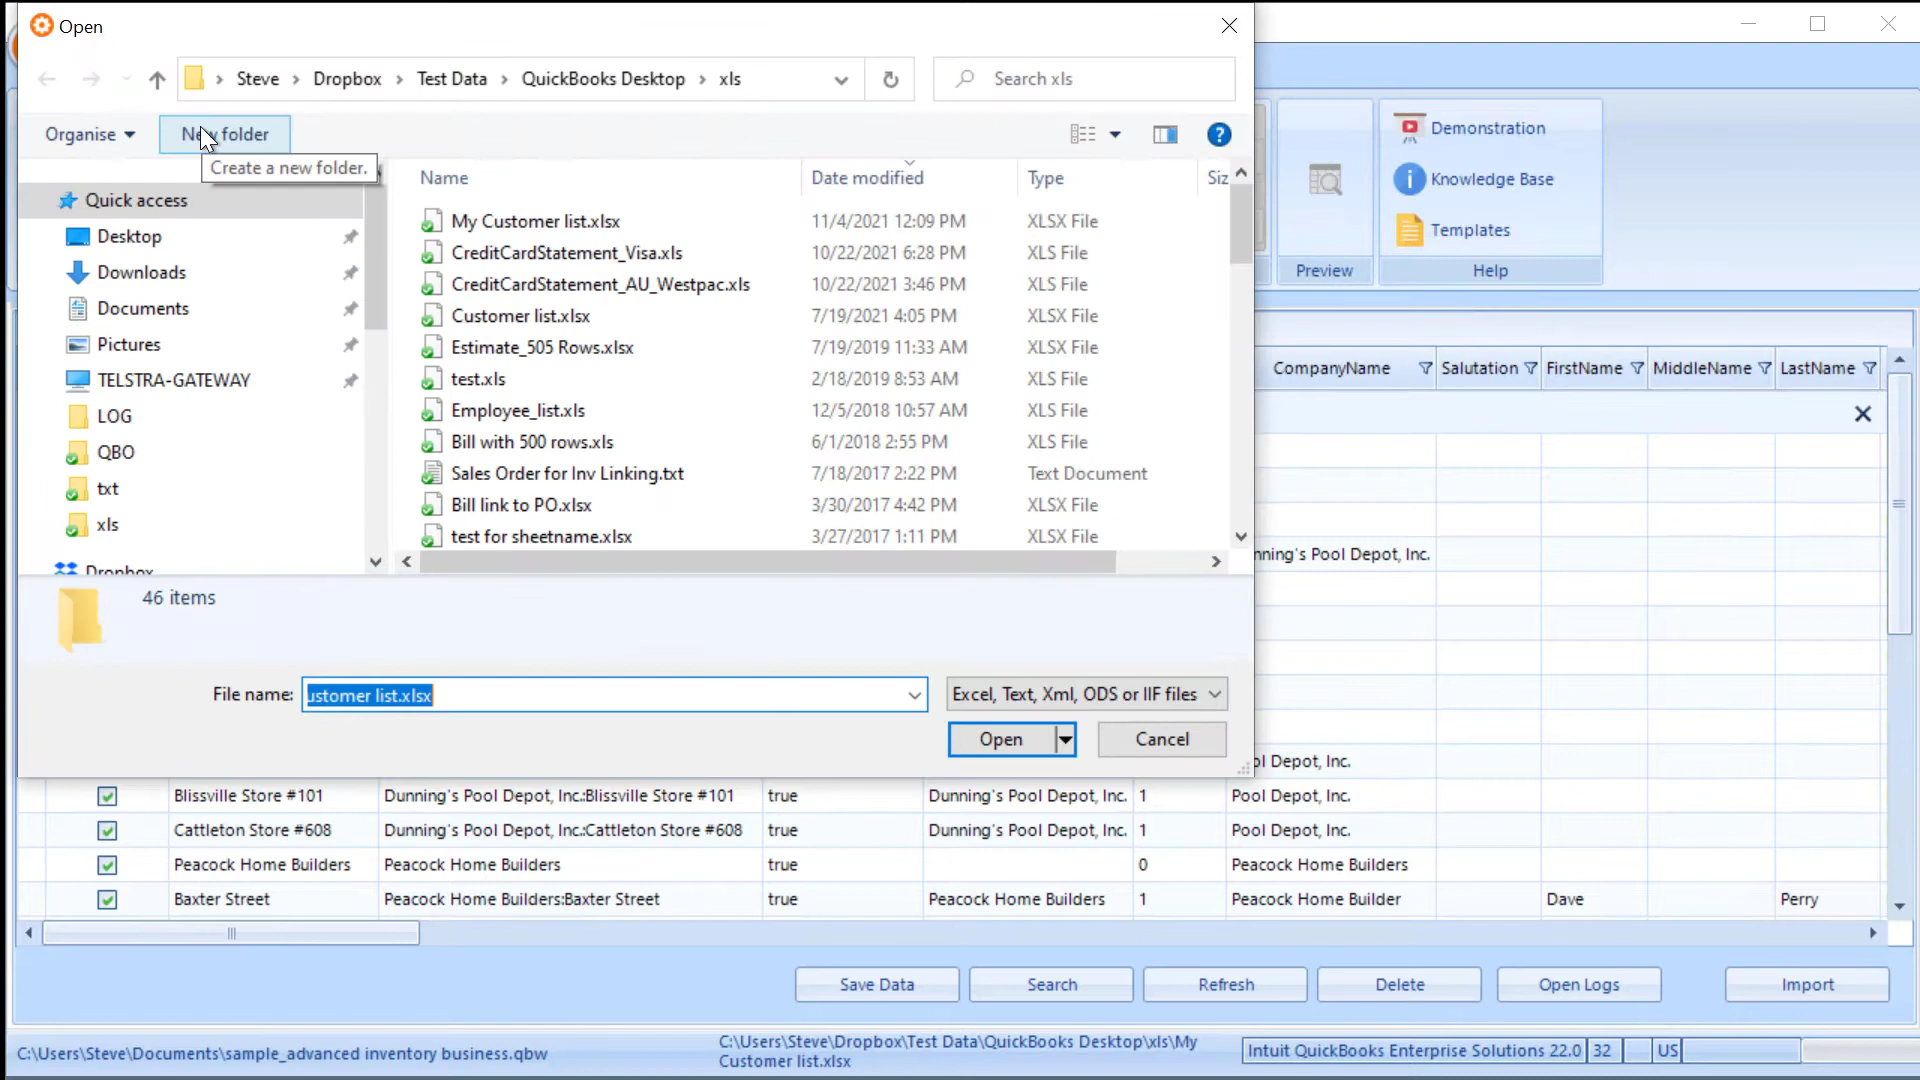 Open
Steve > Dropbox > Test Data > QuickBooks Desktop > xls
Search xls
Organise
New folder
Create a new folder.
Name
Date modified
Type
Siz
Quick access
Desktop
Downloads
Documents
Pictures
TELSTRA-GATEWAY
LOG
QBO
txt
xls
Dropbox
My Customer list.xlsx 11/4/2021 12:09 PM XLSX File
CreditCardStatement_Visa.xls 10/22/2021 6:28 PM XLS File
CreditCardStatement_AU_Westpac.xls 10/22/2021 3:46 PM XLS File
Customer list.xlsx 7/19/2021 4:05 PM XLSX File
Estimate_505 Rows.xlsx 7/19/2019 11:33 AM XLSX File
test.xls 2/18/2019 8:53 AM XLS File
Employee_list.xls 12/5/2018 10:57 AM XLS File
Bill with 500 rows.xls 6/1/2018 2:55 PM XLS File
Sales Order for Inv Linking.txt 7/18/2017 2:22 PM Text Document
Bill link to PO.xlsx 3/30/2017 4:42 PM XLSX File
test for sheetname.xlsx 3/27/2017 1:11 PM XLSX File
46 items
File name: ustomer list.xlsx
Excel, Text, Xml, ODS or IIF files
Open
Cancel
Demonstration
Knowledge Base
Templates
Preview
Help
CompanyName Salutation FirstName MiddleName LastName
nning's Pool Depot, Inc.
ol Depot, Inc.
Blissville Store #101 Dunning's Pool Depot, Inc.:Blissville Store #101 true Dunning's Pool Depot, Inc. 1 Pool Depot, Inc.
Cattleton Store #608 Dunning's Pool Depot, Inc.:Cattleton Store #608 true Dunning's Pool Depot, Inc. 1 Pool Depot, Inc.
Peacock Home Builders Peacock Home Builders true 0 Peacock Home Builders
Baxter Street Peacock Home Builders:Baxter Street true Peacock Home Builders 1 Peacock Home Builder Dave Perry
Save Data
Search
Refresh
Delete
Open Logs
Import
C:\Users\Steve\Documents\sample_advanced inventory business.qbw
C:\Users\Steve\Dropbox\Test Data\QuickBooks Desktop\xls\My
Customer list.xlsx
Intuit QuickBooks Enterprise Solutions 22.0 32 US